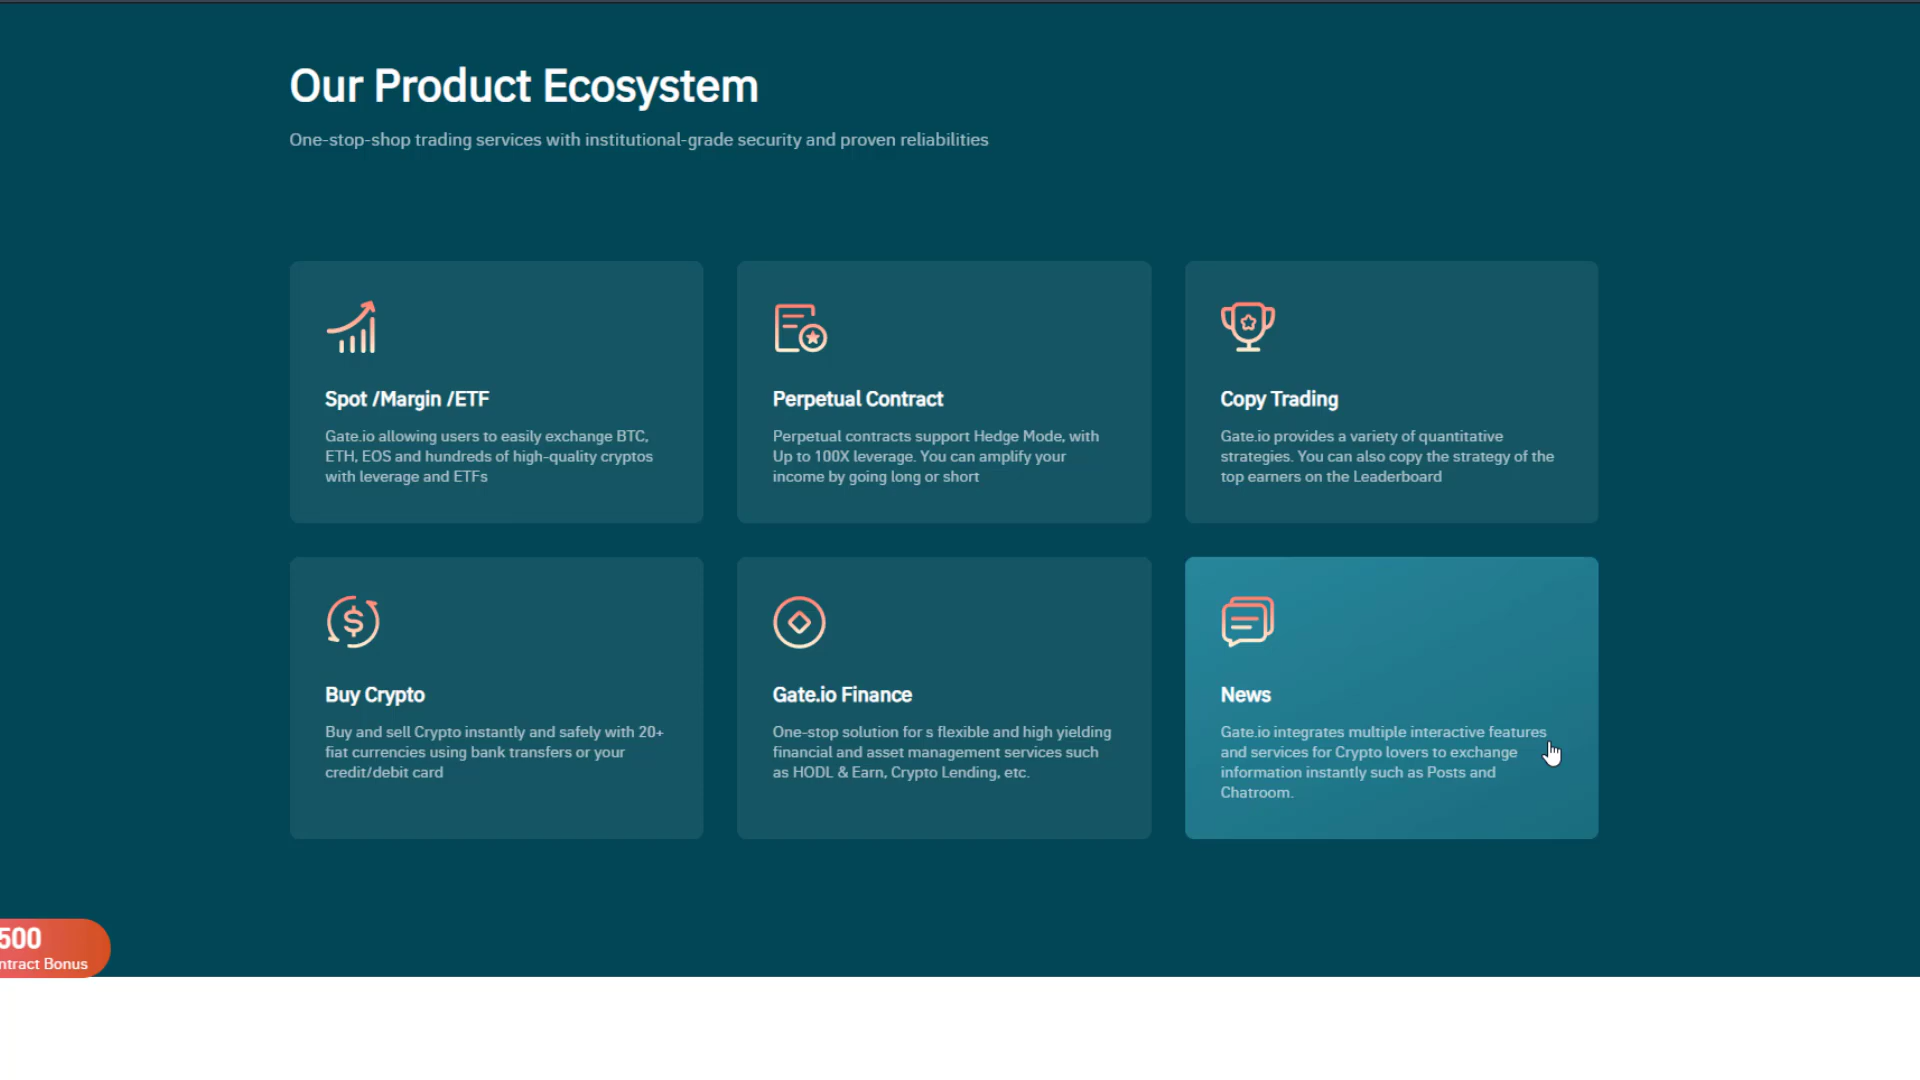 Our Product Ecosystem
One-stop-shop trading services with institutional-grade security and proven reliabilities
Spot /Margin /ETF
Gate.io allowing users to easily exchange BTC,
ETH, EOS and hundreds of high-quality cryptos
with leverage and ETFs
Perpetual Contract
Perpetual contracts support Hedge Mode, with
Up to 100X leverage. You can amplify your
income by going long or short
Copy Trading
Gate.io provides a variety of quantitative
strategies. You can also copy the strategy of the
top earners on the Leaderboard
Buy Crypto
Buy and sell Crypto instantly and safely with 20+
fiat currencies using bank transfers or your
credit/debit card
Gate.io Finance
One-stop solution for s flexible and high yielding
financial and asset management services such
as HODL & Earn, Crypto Lending, etc.
News
Gate.io integrates multiple interactive features
and services for Crypto lovers to exchange
information instantly such as Posts and
Chatroom.
500
ntract Bonus